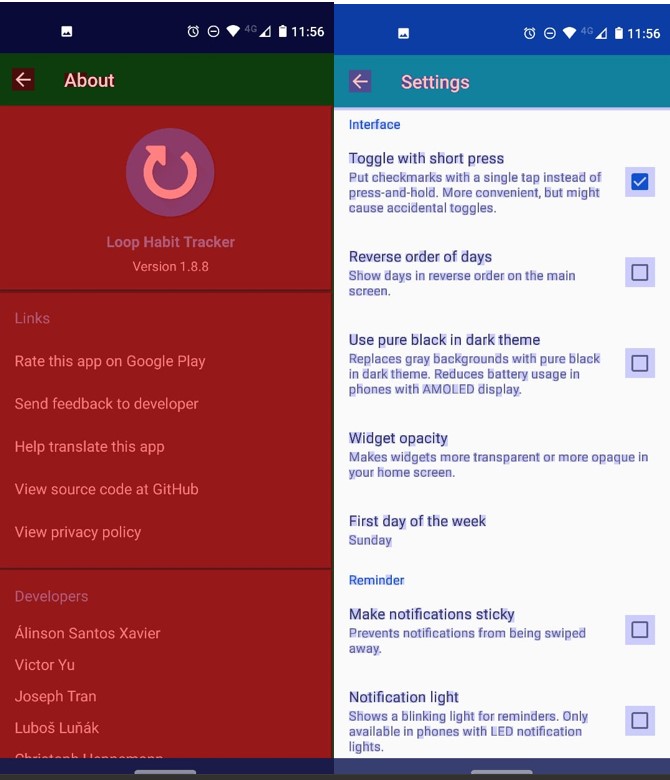 4G 11:56
About
Loop Habit Tracker
Version 1.8.8
Links
Rate this app on Google Play
Send feedback to developer
Help translate this app
View source code at GitHub
View privacy policy
Developers
Álinson Santos Xavier
Victor Yu
Joseph Tran
Luboš Luňák
4G 11:56
Settings
Interface
Toggle with short press
Put checkmarks with a single tap instead of
press-and-hold. More convenient, but might
cause accidental toggles.
Reverse order of days
Show days in reverse order on the main
screen.
Use pure black in dark theme
Replaces gray backgrounds with pure black
in dark theme. Reduces battery usage in
phones with AMOLED display.
Widget opacity
Makes widgets more transparent or more opaque in
your home screen.
First day of the week
Sunday
Reminder
Make notifications sticky
Prevents notifications from being swiped
away.
Notification light
Shows a blinking light for reminders. Only
available in phones with LED notification
lights.